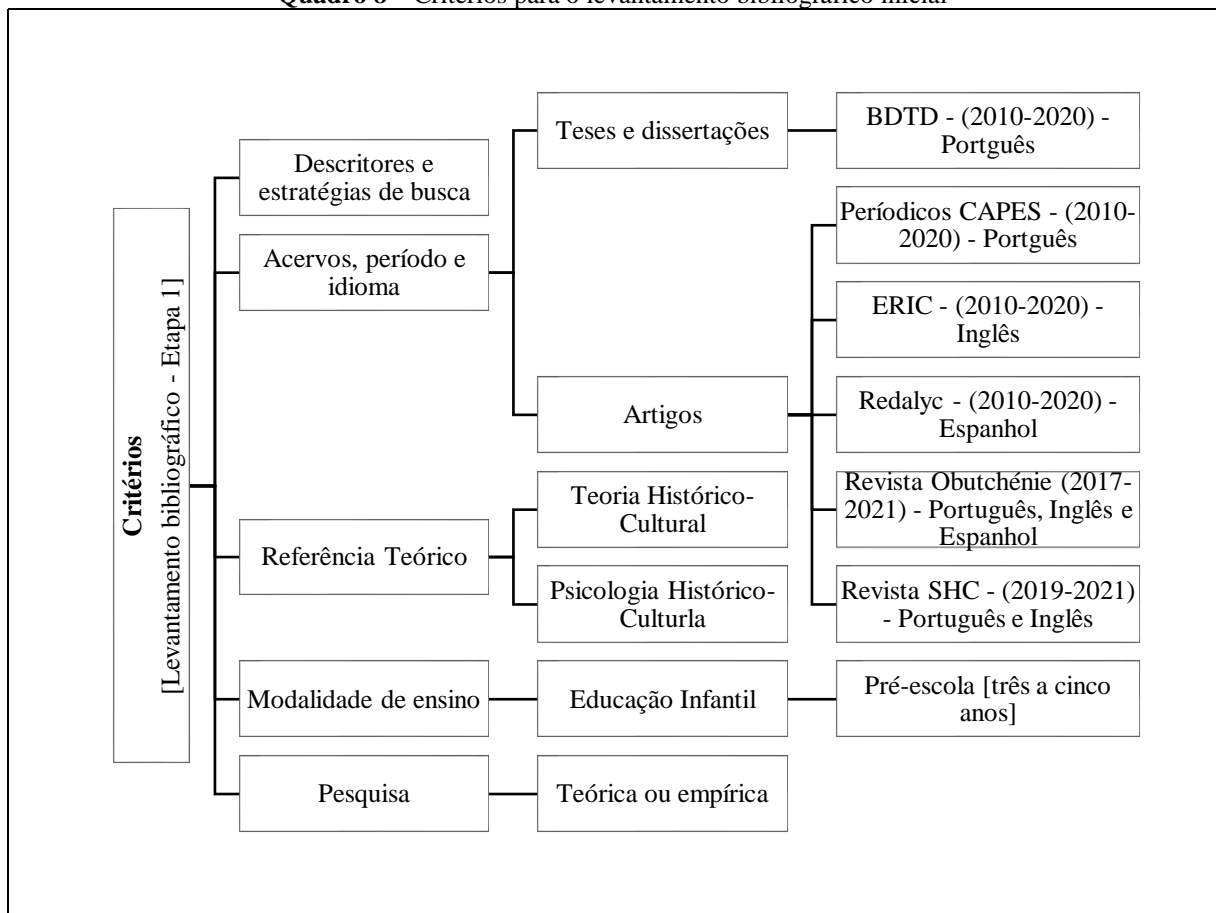 Quadro 8 – Critérios para o levantamento bibliográfico inicial
Critérios
[Levantamento bibliográfico - Etapa 1]
Descritores e
estratégias de busca
Acervos, período e
idioma
Teses e dissertações
BDTD - (2010-2020) -
Portguês
Artigos
Períodicos CAPES - (2010-
2020) - Portguês
ERIC - (2010-2020) -
Inglês
Redalyc - (2010-2020) -
Espanhol
Revista Obutchénie (2017-
2021) - Português, Inglês e
Espanhol
Revista SHC - (2019-2021)
- Português e Inglês
Referência Teórico
Teoria Histórico-
Cultural
Psicologia Histórico-
Culturla
Modalidade de ensino
Educação Infantil
Pré-escola [três a cinco
anos]
Pesquisa
Teórica ou empírica